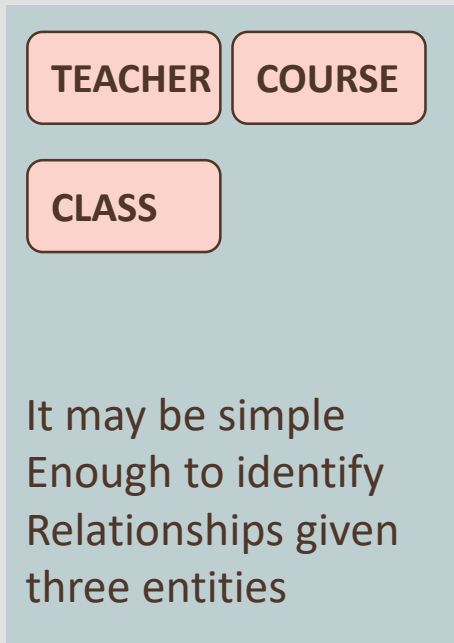 TEACHER COURSE
CLASS
It may be simple
Enough to identify
Relationships given
three entities